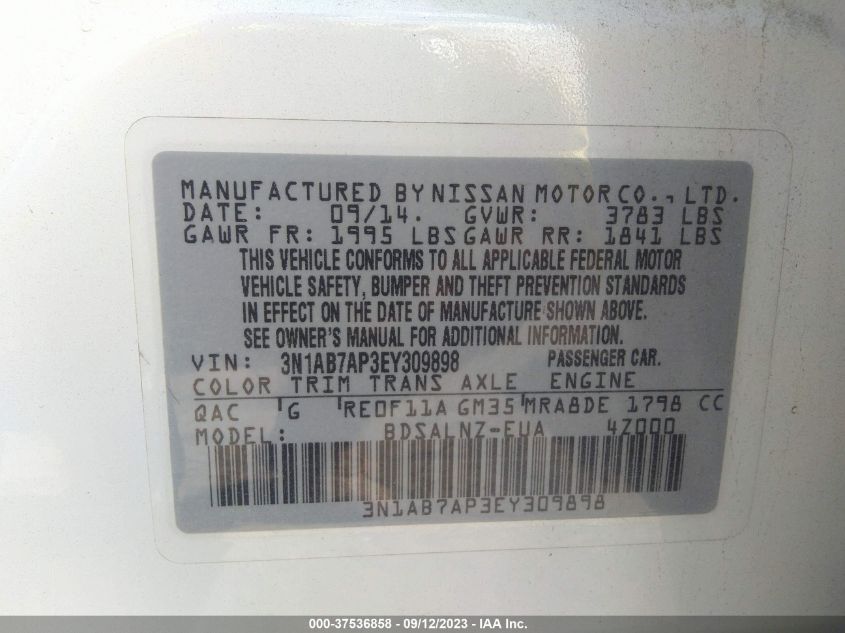 MANUFACTURED BY NISSAN MOTOR CO., LTD.
DATE: 09/14. GVWR: 3783 LBS
GAWR FR: 1995 LBS GAWR RR: 1841 LBS
THIS VEHICLE CONFORMS TO ALL APPLICABLE FEDERAL MOTOR
VEHICLE SAFETY, BUMPER AND THEFT PREVENTION STANDARDS
IN EFFECT ON THE DATE OF MANUFACTURE SHOWN ABOVE.
SEE OWNER'S MANUAL FOR ADDITIONAL INFORMATION.
VIN: 3N1AB7AP3EY309898 PASSENGER CAR.
COLOR TRIM TRANS AXLE ENGINE
QAC G RE0F11A GM35 MRA8DE 1798 CC
MODEL: BDSALNZ-EUA 4Z000
3N1AB7AP3EY309898
000-37536858 - 09/12/2023 - IAA Inc.